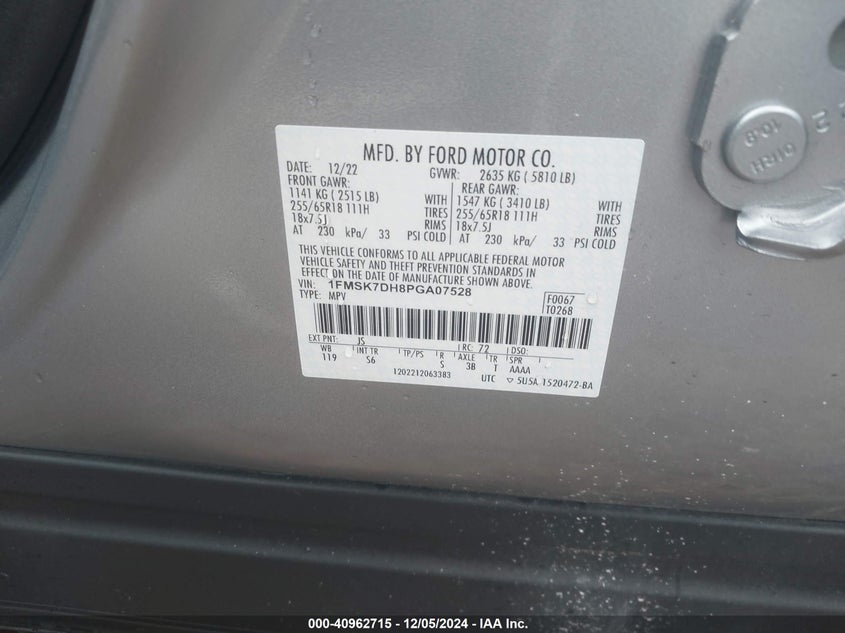 10.9
GIRH
MFD. BY FORD MOTOR CO.
DATE: 12/22 GVWR: 2635 KG ( 5810 LB)
FRONT GAWR: REAR GAWR:
1141 KG ( 2515 LB) WITH 1547 KG ( 3410 LB) WITH
255/65R18 111H TIRES 255/65R18 111H TIRES
18x7.5J RIMS 18x7.5J RIMS
AT 230 kPa/ 33 PSI COLD AT 230 kPa/ 33 PSI COLD
THIS VEHICLE CONFORMS TO ALL APPLICABLE FEDERAL MOTOR
VEHICLE SAFETY AND THEFT PREVENTION STANDARDS IN
EFFECT ON THE DATE OF MANUFACTURE SHOWN ABOVE.
VIN: 1FMSK7DH8PGA07528 F0067
TYPE: MPV T0268
EXT PNT: JS RC: 72 DSO:
WB INT TR TP/PS R AXLE TR SPR
119 S6 S 3B T AAAA
1202212063383 UTC ▽ 5U5A 1520472-BA
000-40962715 - 12/05/2024 - IAA Inc.